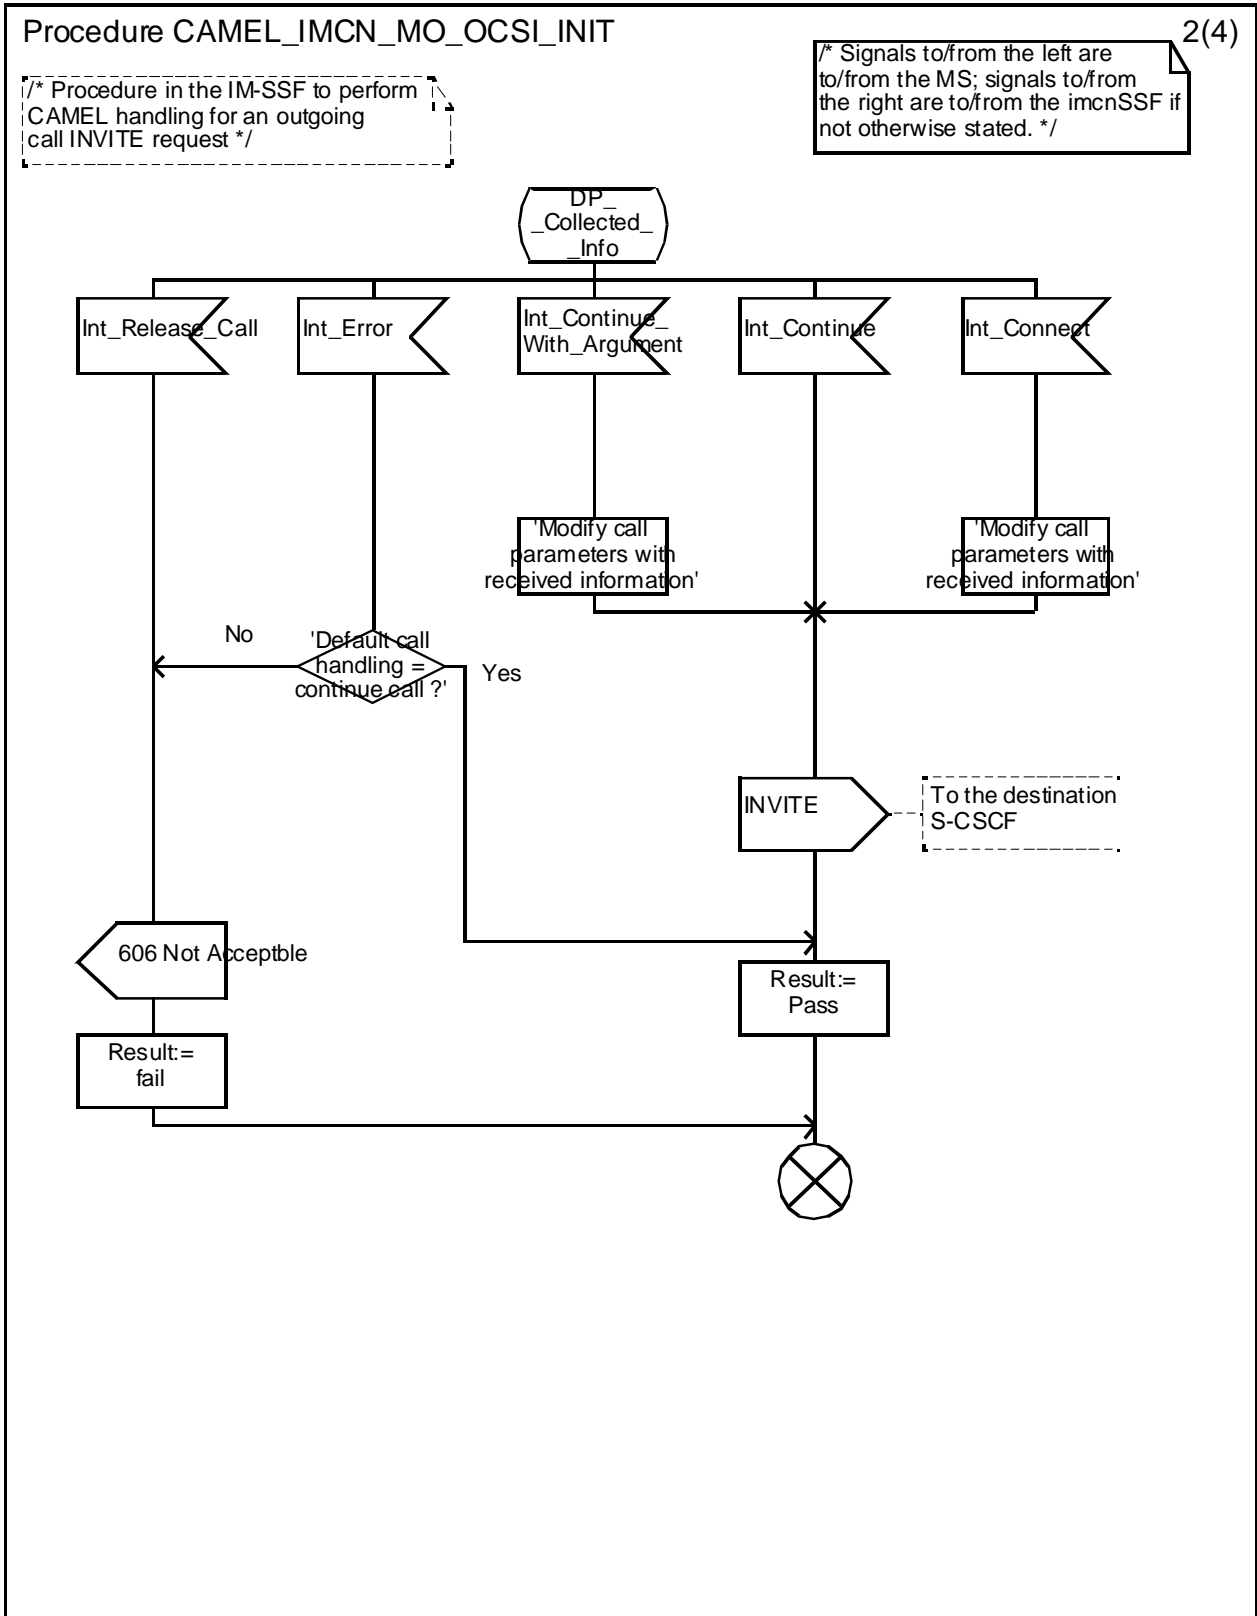 Procedure CAMEL_IMCN_MO_OCSI_INIT
2(4)
/* Procedure in the IM-SSF to perform
CAMEL handling for an outgoing
call INVITE request */
/* Signals to/from the left are
to/from the MS; signals to/from
the right are to/from the imcnSSF if
not otherwise stated. */
DP_
_Collected_
_Info
Int_Release_Call
Int_Error
Int_Continue_
With_Argument
Int_Continue
Int_Connect
'Modify call
parameters with
received information'
'Modify call
parameters with
received information'
No
'Default call
handling =
continue call ?'
Yes
INVITE
To the destination
S-CSCF
606 Not Acceptble
Result:=
Pass
Result:=
fail